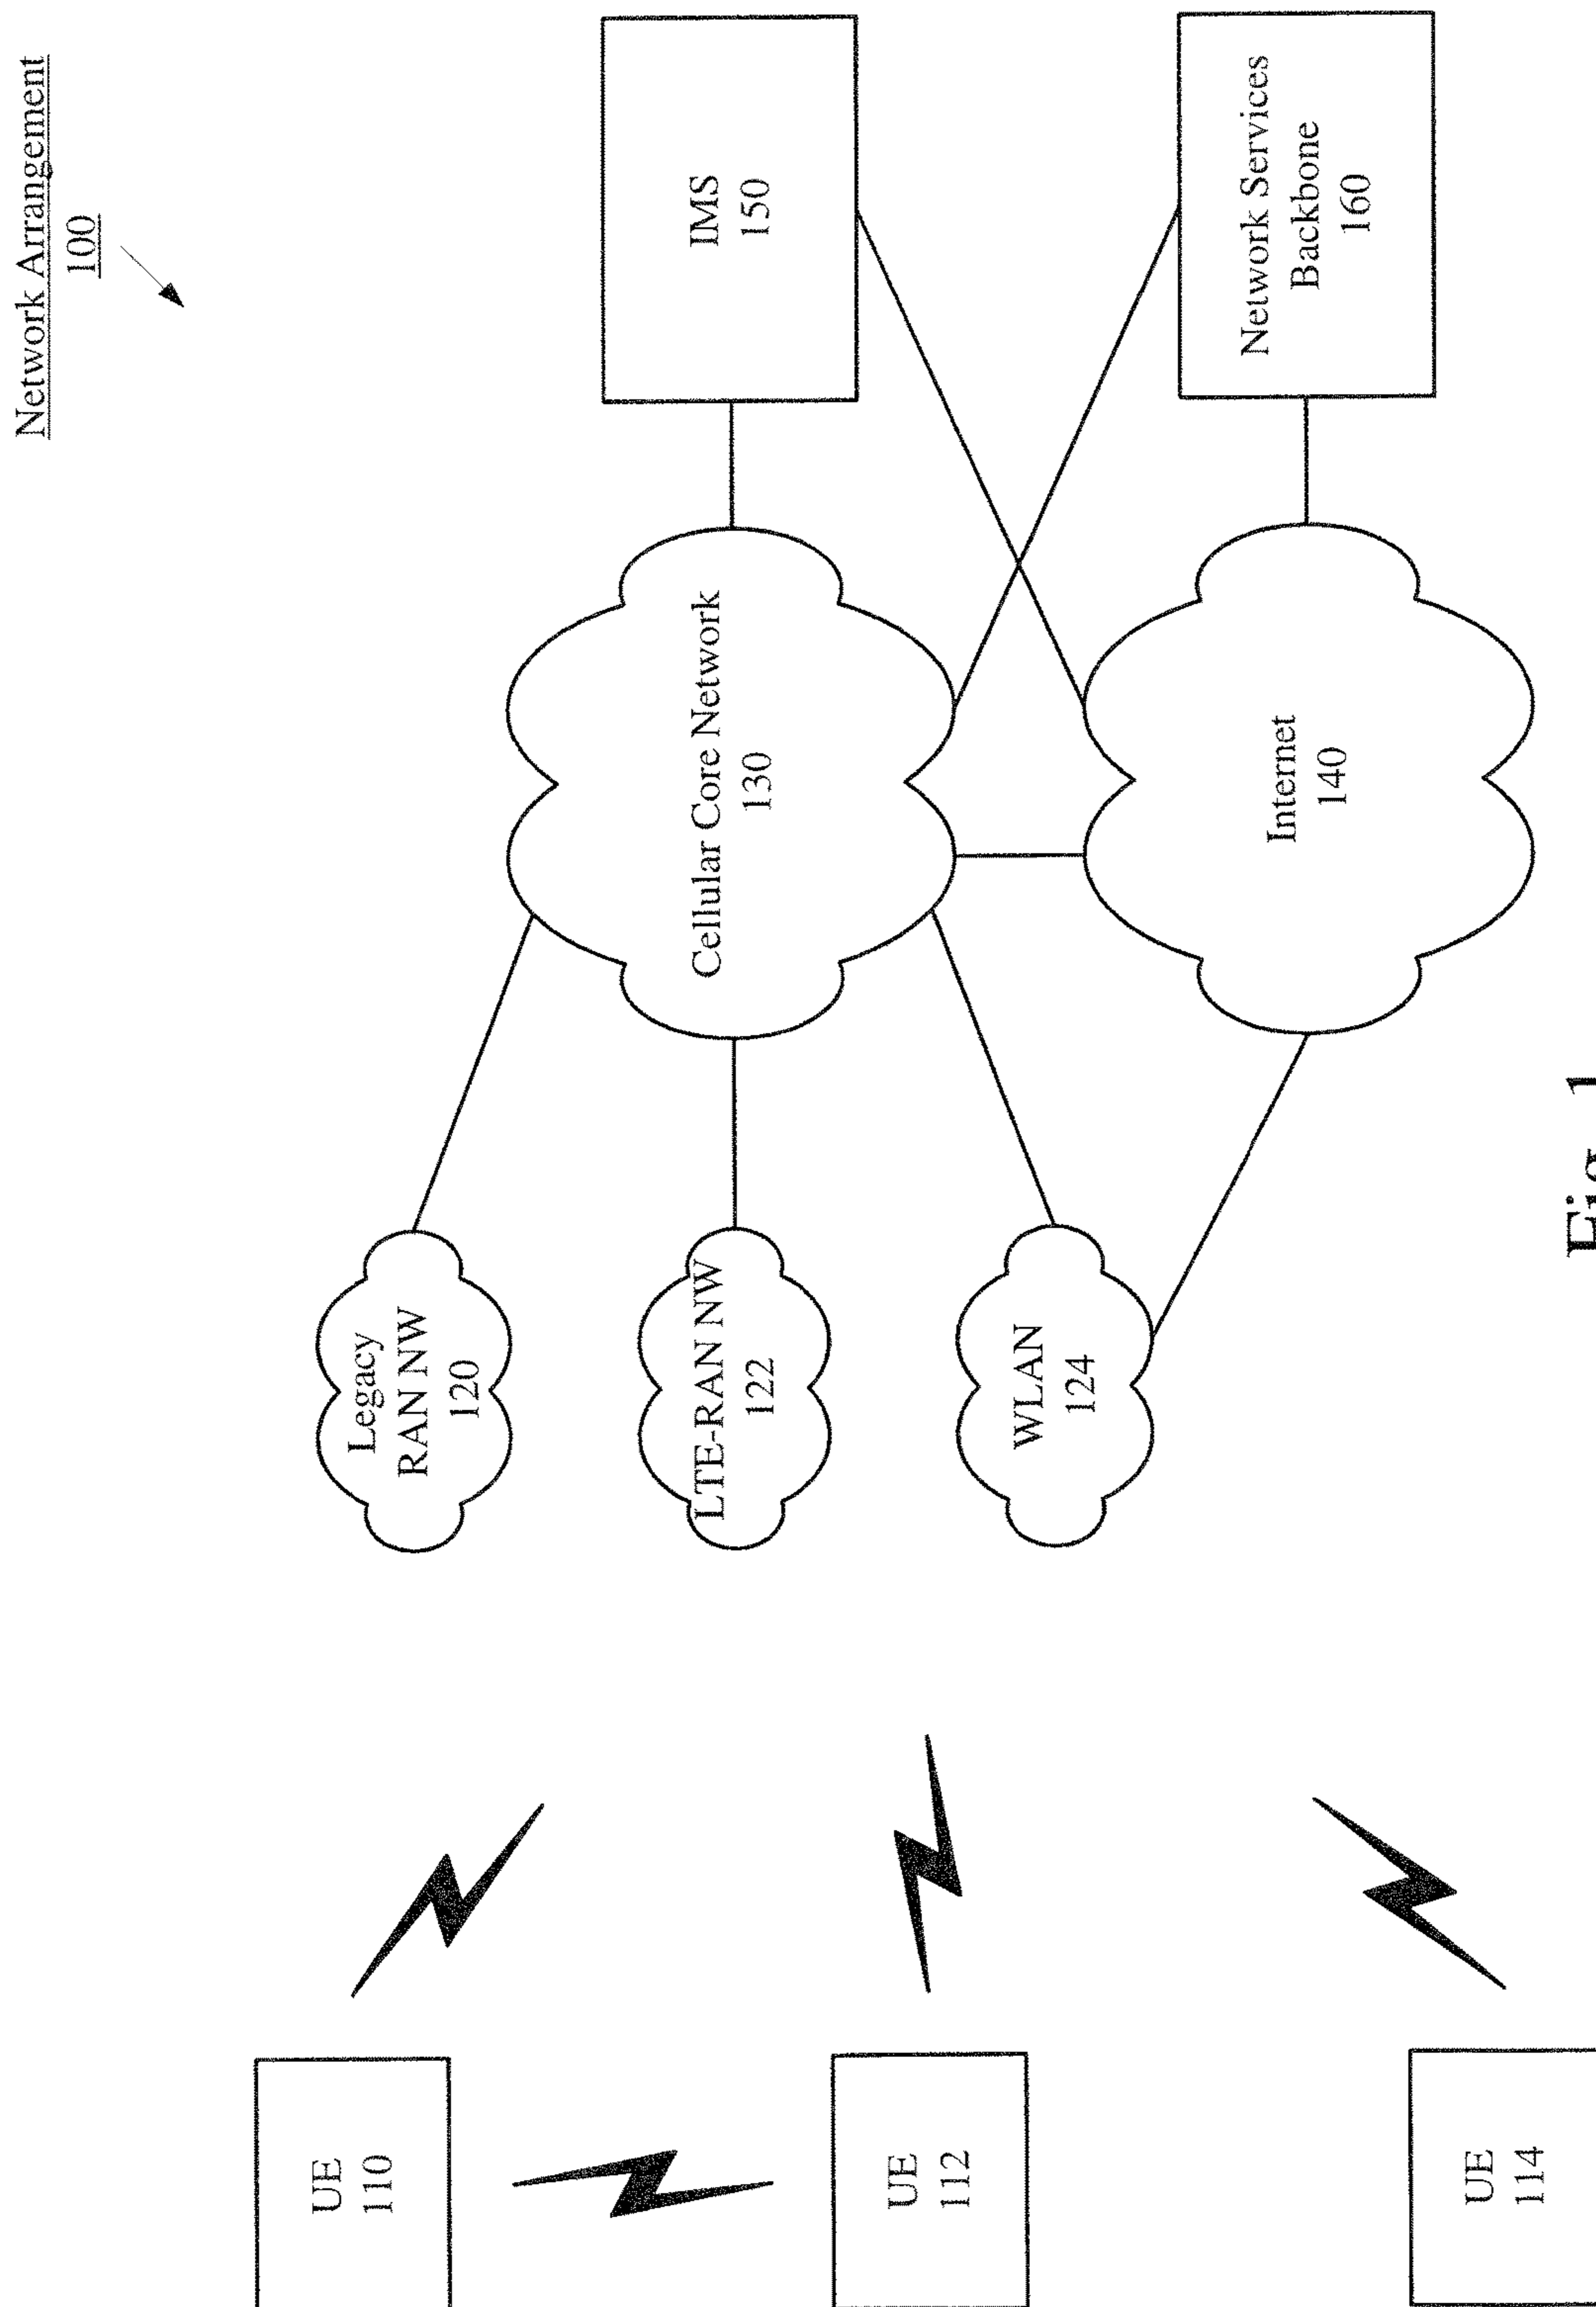 Network Arrangement
100
UE
110
UE
112
UE
114
Legacy
RAN NW
120
LTE-RAN NW
122
WLAN
124
Cellular Core Network
130
Internet
140
IMS
150
Network Services
Backbone
160
Fig. 1